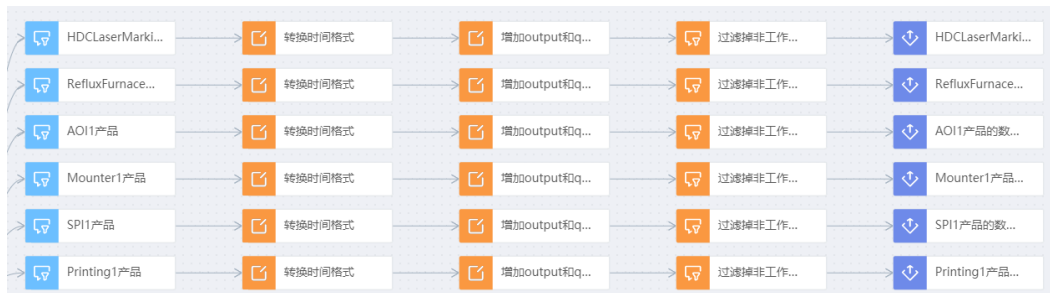 HDCLaserMarki... 转换时间格式 增加output和q... 过滤掉非工作... HDCLaserMarki...
RefluxFurnace... 转换时间格式 增加output和q... 过滤掉非工作... RefluxFurnace...
AOI1产品 转换时间格式 增加output和q... 过滤掉非工作... AOI1产品的数...
Mounter1产品 转换时间格式 增加output和q... 过滤掉非工作... Mounter1产品...
SPI1产品 转换时间格式 增加output和q... 过滤掉非工作... SPI1产品的数...
Printing1产品 转换时间格式 增加output和q... 过滤掉非工作... Printing1产品...